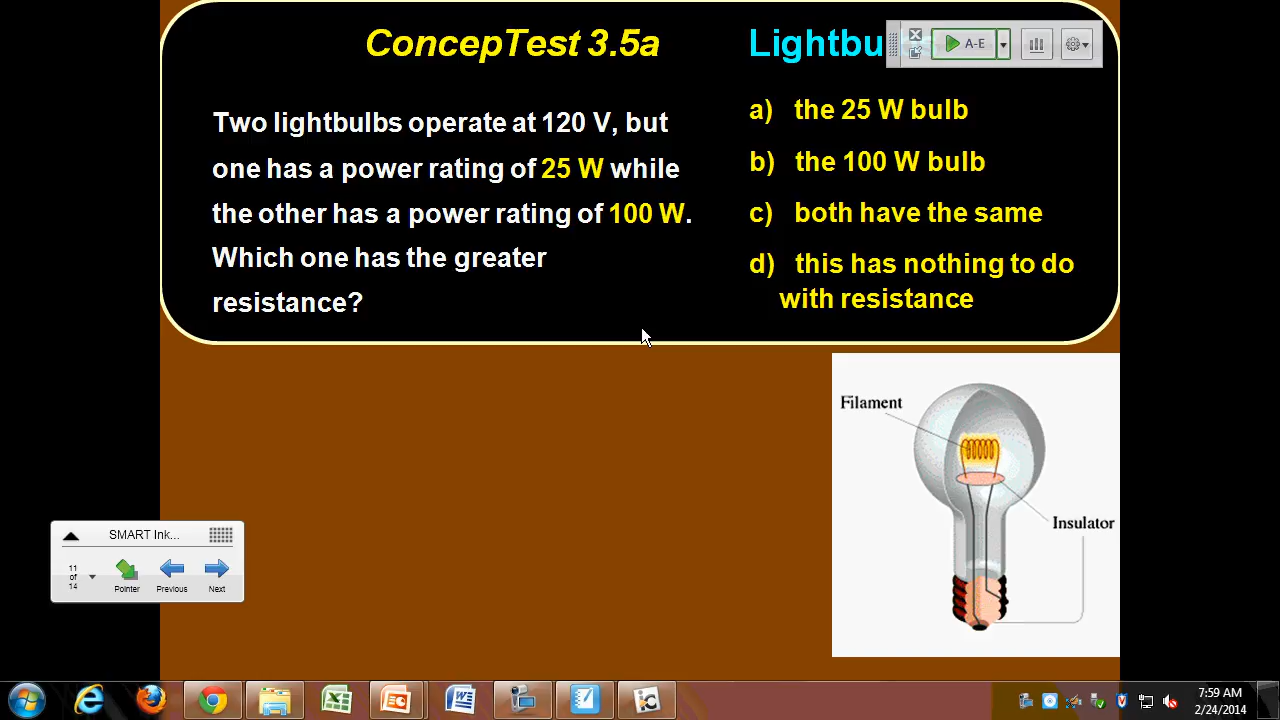 ConcepTest 3.5a
Lightbu
A-E
Two lightbulbs operate at 120 V, but
one has a power rating of 25 W while
the other has a power rating of 100 W.
Which one has the greater
resistance?
a) the 25 W bulb
b) the 100 W bulb
c) both have the same
d) this has nothing to do
with resistance
Filament
Insulator
SMART Ink...
11
of
14
Pointer
Previous
Next
7:59 AM
2/24/2014